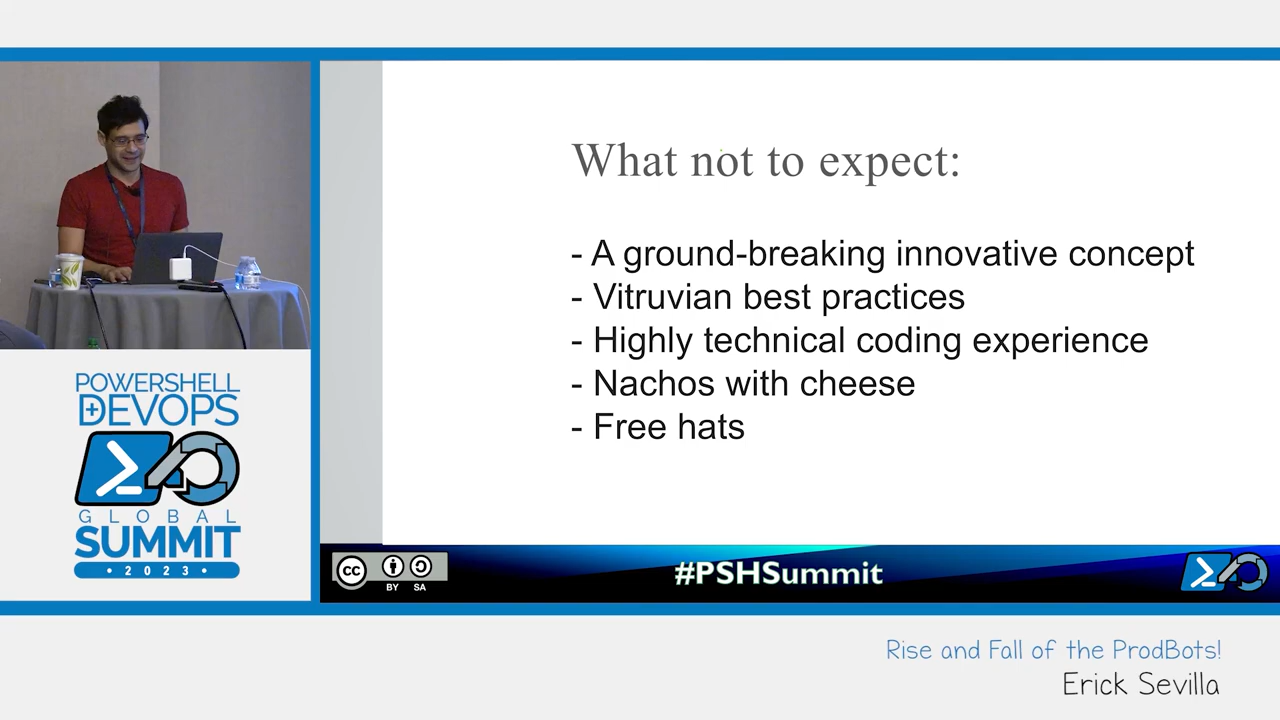 What not to expect:
- A ground-breaking innovative concept
- Vitruvian best practices
- Highly technical coding experience
- Nachos with cheese
- Free hats
POWERSHELL
+DEVOPS
GLOBAL
SUMMIT
• 2023 •
cc
BY SA
#PSHSummit
Rise and Fall of the ProdBots!
Erick Sevilla